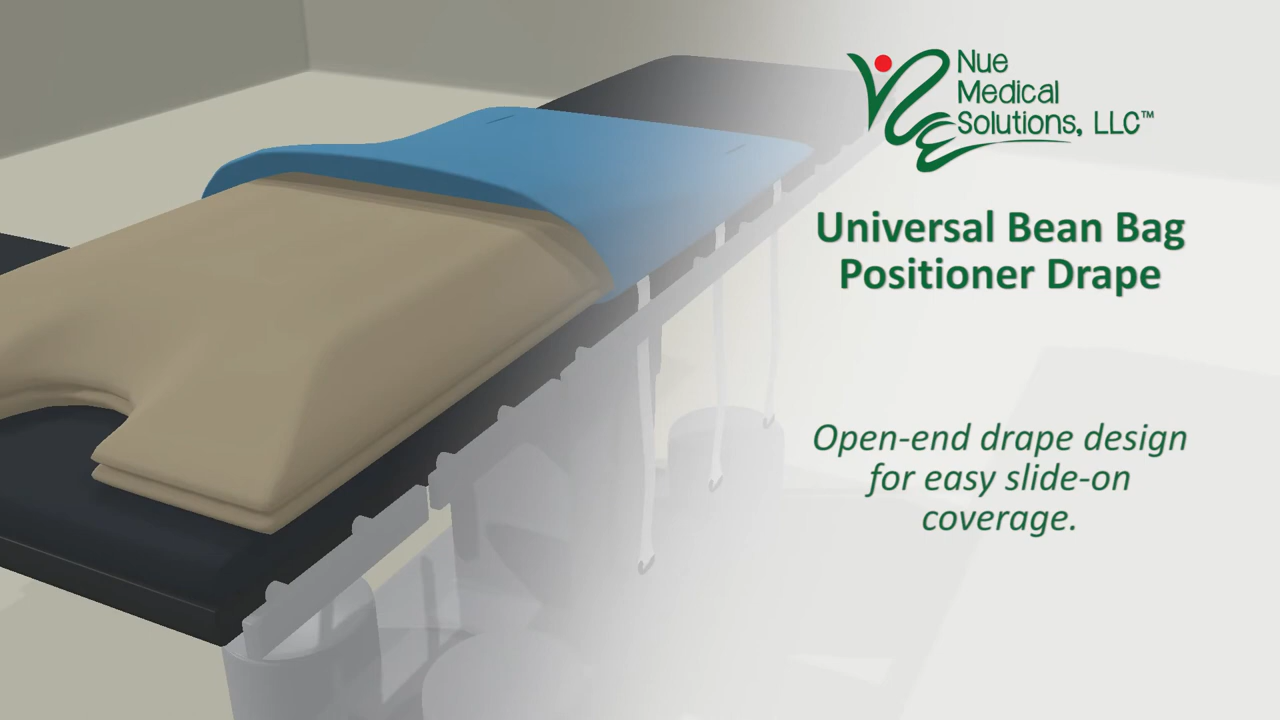 Nue
Medical
Solutions, LLC™
Universal Bean Bag
Positioner Drape
Open-end drape design
for easy slide-on
coverage.